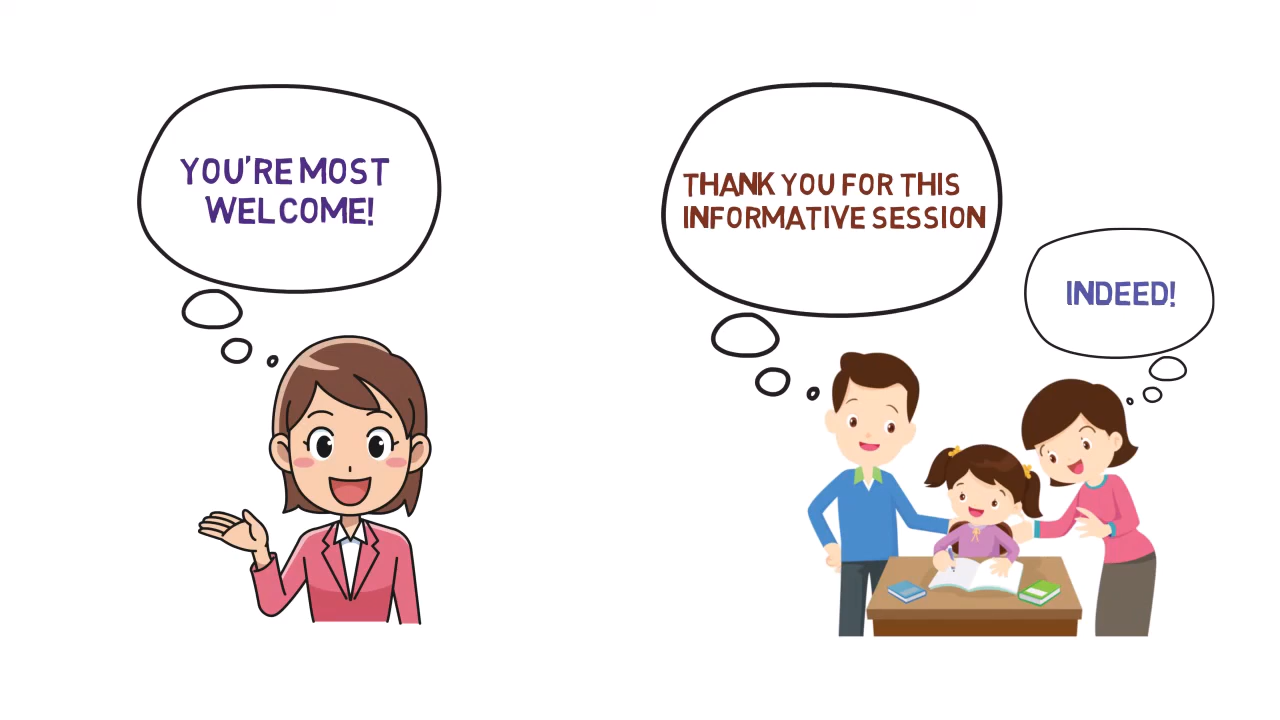 YOU'RE MOST
WELCOME!
THANK YOU FOR THIS
INFORMATIVE SESSION
INDEED!